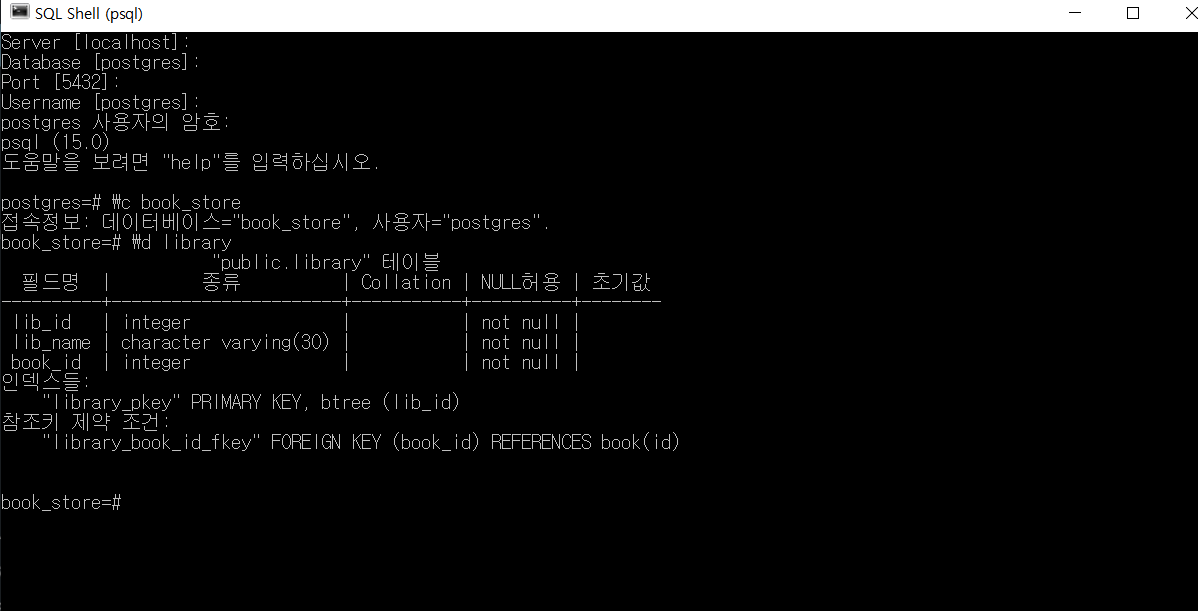 SQL Shell (psql)
Server [localhost]:
Database [postgres]:
Port [5432]:
Username [postgres]:
postgres 사용자의 암호:
psql (15.0)
도움말을 보려면 "help"를 입력하십시오.
postgres=# ₩c book_store
접속정보: 데이터베이스="book_store", 사용자="postgres".
book_store=# ₩d library
"public.library" 테이블
필드명 | 종류 | Collation | NULL허용 | 초기값
----------+-----------------------+-----------+----------+--------
lib_id | integer | | not null |
lib_name | character varying(30) | | not null |
book_id | integer | | not null |
인덱스들:
"library_pkey" PRIMARY KEY, btree (lib_id)
참조키 제약 조건:
"library_book_id_fkey" FOREIGN KEY (book_id) REFERENCES book(id)
book_store=#